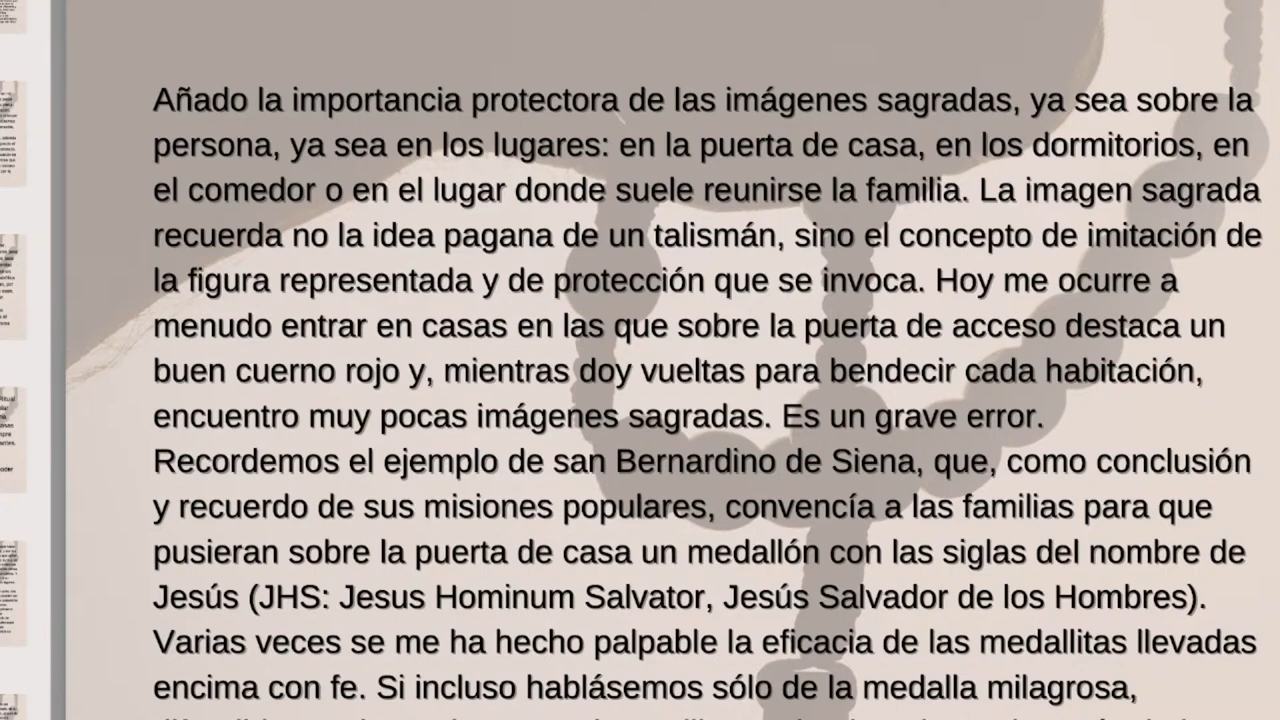 Añado la importancia protectora de las imágenes sagradas, ya sea sobre la
persona, ya sea en los lugares: en la puerta de casa, en los dormitorios, en
el comedor o en el lugar donde suele reunirse la familia. La imagen sagrada
recuerda no la idea pagana de un talismán, sino el concepto de imitación de
la figura representada y de protección que se invoca. Hoy me ocurre a
menudo entrar en casas en las que sobre la puerta de acceso destaca un
buen cuerno rojo y, mientras doy vueltas para bendecir cada habitación,
encuentro muy pocas imágenes sagradas. Es un grave error.
Recordemos el ejemplo de san Bernardino de Siena, que, como conclusión
y recuerdo de sus misiones populares, convencía a las familias para que
pusieran sobre la puerta de casa un medallón con las siglas del nombre de
Jesús (JHS: Jesus Hominum Salvator, Jesús Salvador de los Hombres).
Varias veces se me ha hecho palpable la eficacia de las medallitas llevadas
encima con fe. Si incluso hablásemos sólo de la medalla milagrosa,